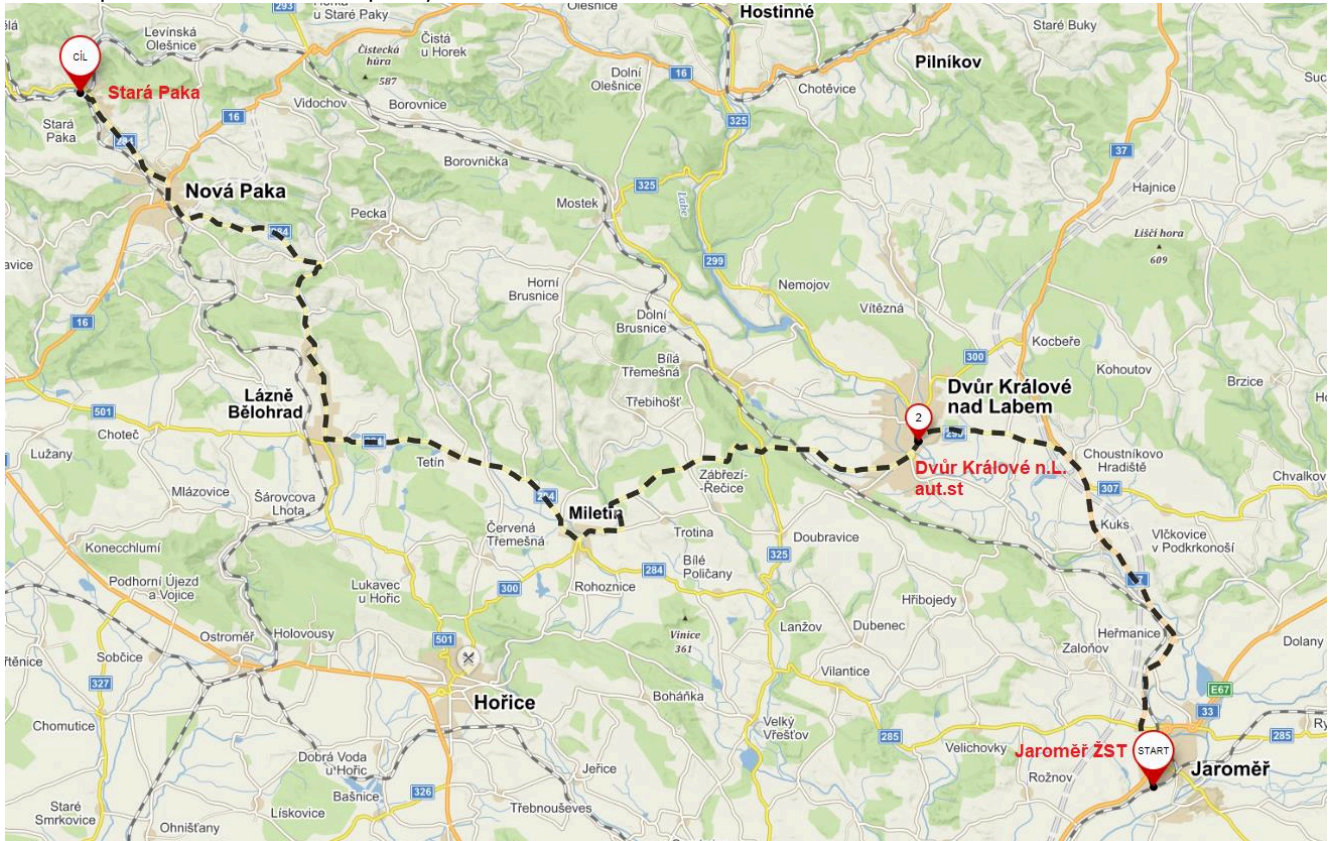 u Staré Paky
293
Levínská
Olešnice
Čistá
u Horek
Olešnice
Hostinné
Staré Buky
CÍL
Čistecká
hůra
587
Dolní
Olešnice
16
Pilníkov
Chotěvice
Stará Paka
Vidochov
Borovnice
16
325
Stará
Paka
284
37
Borovnička
Nová Paka
325
Labe
Hajnice
Pecka
Mostek
284
Liščí hora
609
299
Horní
Brusnice
Nemojov
Vítězná
16
Dolní
Brusnice
Kocbeře
300
Bílá
Třemešná
Kohoutov
Brzice
Lázně
Bělohrad
Dvůr Králové
nad Labem
Třebihošť
2
501
Choteč
Lužany
Tetín
Zábřezí-
-Řečice
Dvůr Králové n.L.
aut.st
Choustníkovo
Hradiště
307
Chvalkov
Mlázovice
Šárovcova
Lhota
Miletín
Kuks
Vlčkovice
v Podkrkonoší
Červená
Třemešná
Trotina
Doubravice
325
Konecchlumí
Bílé
Poličany
284
Rohoznice
300
Podhorní Újezd
a Vojice
Lukavec
u Hořic
Hřibojedy
Heřmanice
Vinice
361
Lanžov
Dubenec
Zaloňov
Dolany
501
Ostroměř
Holovousy
Sobčice
327
Vilantice
E67
33
Hořice
Boháňka
Chomutice
Velký
Vřešťov
285
Velichovky
Jaroměř ŽST
START
285
Jaroměř
Rožnov
Dobrá Voda
u Hořic
Jeřice
Bašnice
326
Staré
Smrkovice
Lískovice
Třebnouševes
Ohnišťany